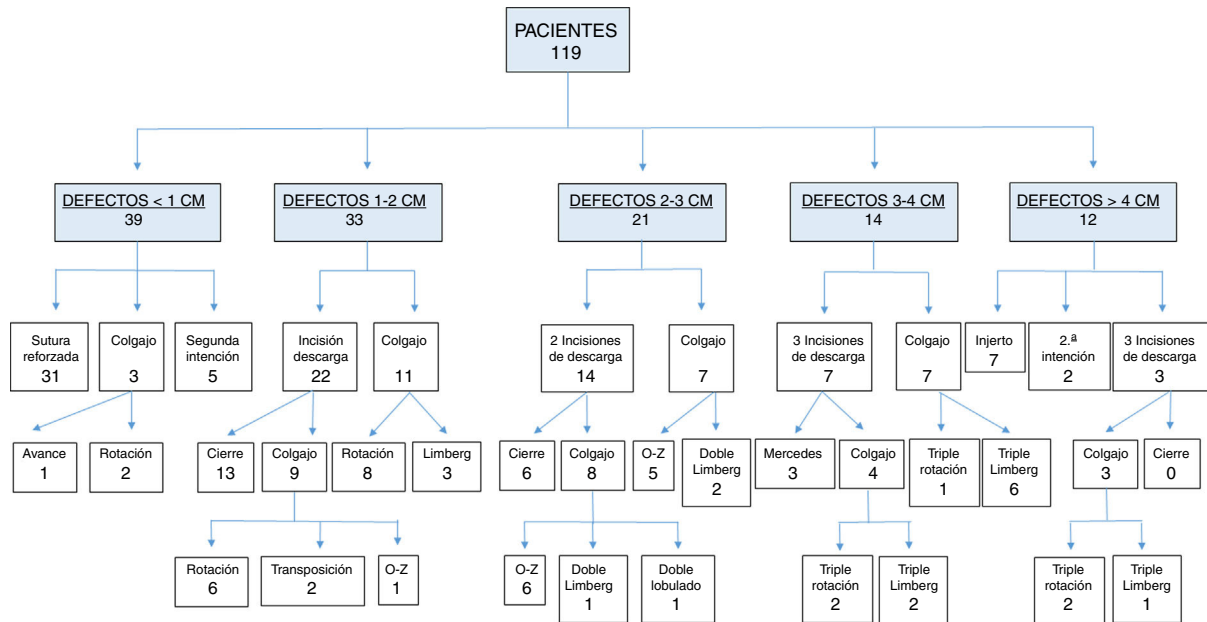 PACIENTES
119
DEFECTOS < 1 CM
39
DEFECTOS 1-2 CM
33
DEFECTOS 2-3 CM
21
DEFECTOS 3-4 CM
14
DEFECTOS > 4 CM
12
Sutura
reforzada
31
Colgajo
3
Segunda
intención
5
Incisión
descarga
22
Colgajo
11
2 Incisiones
de descarga
14
Colgajo
7
3 Incisiones
de descarga
7
Colgajo
7
Injerto
7
2.ª
intención
2
3 Incisiones
de descarga
3
Avance
1
Rotación
2
Cierre
13
Colgajo
9
Rotación
8
Limberg
3
Cierre
6
Colgajo
8
O-Z
5
Doble
Limberg
2
Mercedes
3
Colgajo
4
Triple
rotación
1
Triple
Limberg
6
Colgajo
3
Cierre
0
Rotación
6
Transposición
2
O-Z
1
O-Z
6
Doble
Limberg
1
Doble
lobulado
1
Triple
rotación
2
Triple
Limberg
2
Triple
rotación
2
Triple
Limberg
1